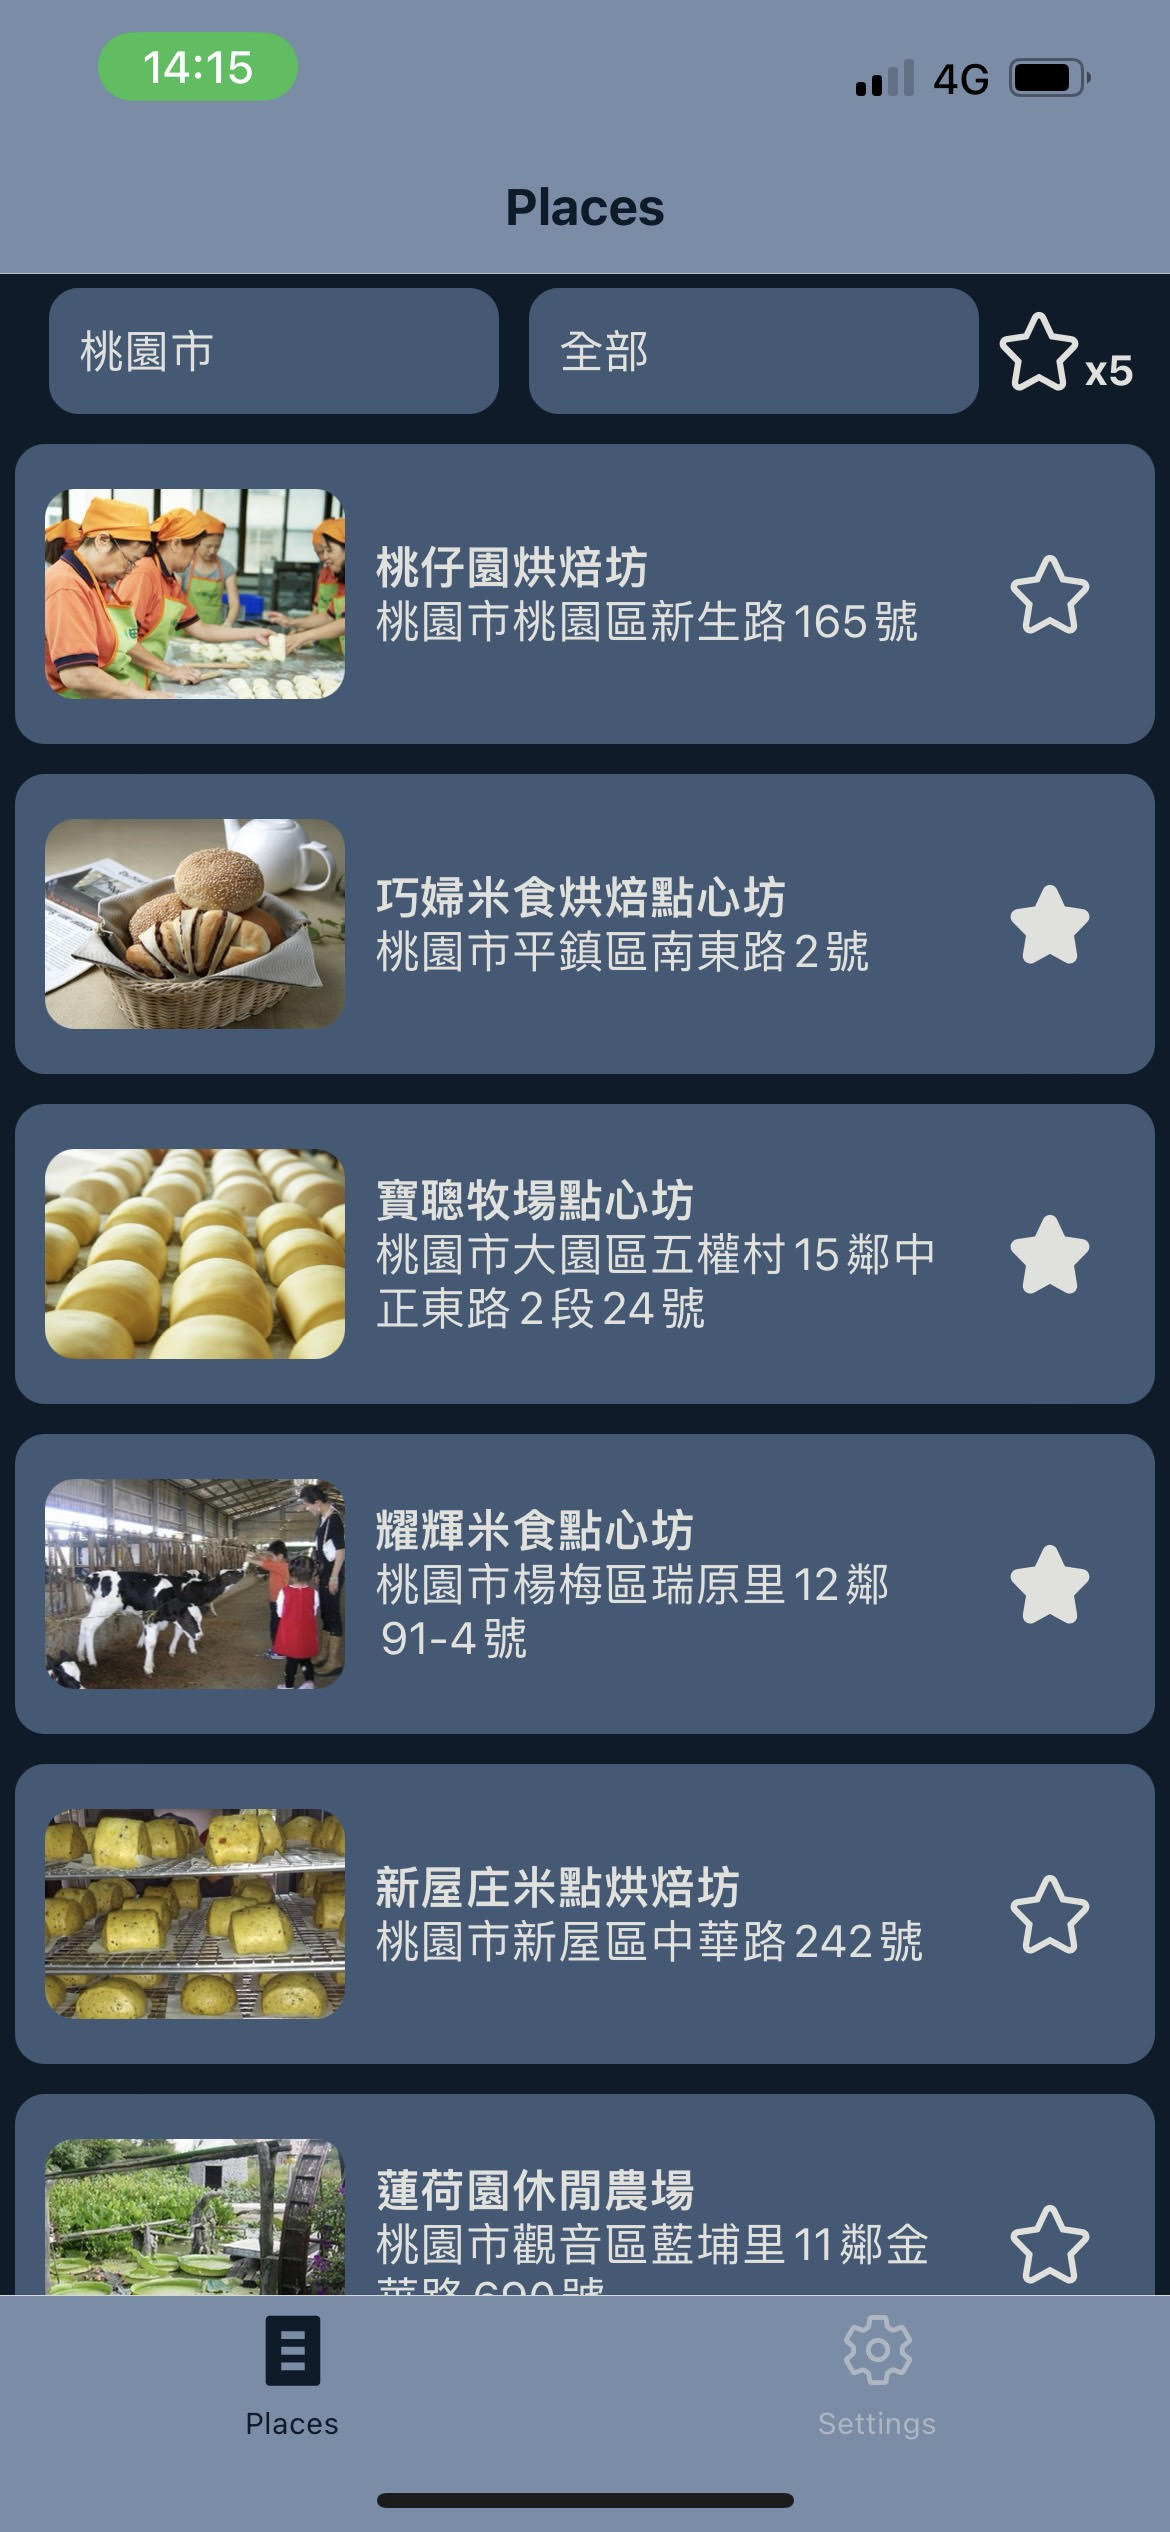 14:15
4G
Places
桃園市
全部
x5
桃仔園烘焙坊
桃園市桃園區新生路165號
巧婦米食烘焙點心坊
桃園市平鎮區南東路2號
寶聰牧場點心坊
桃園市大園區五權村15鄰中
正東路2段24號
耀輝米食點心坊
桃園市楊梅區瑞原里12鄰
91-4號
新屋庄米點烘焙坊
桃園市新屋區中華路242號
蓮荷園休閒農場
桃園市觀音區藍埔里11鄰金
Places
Settings